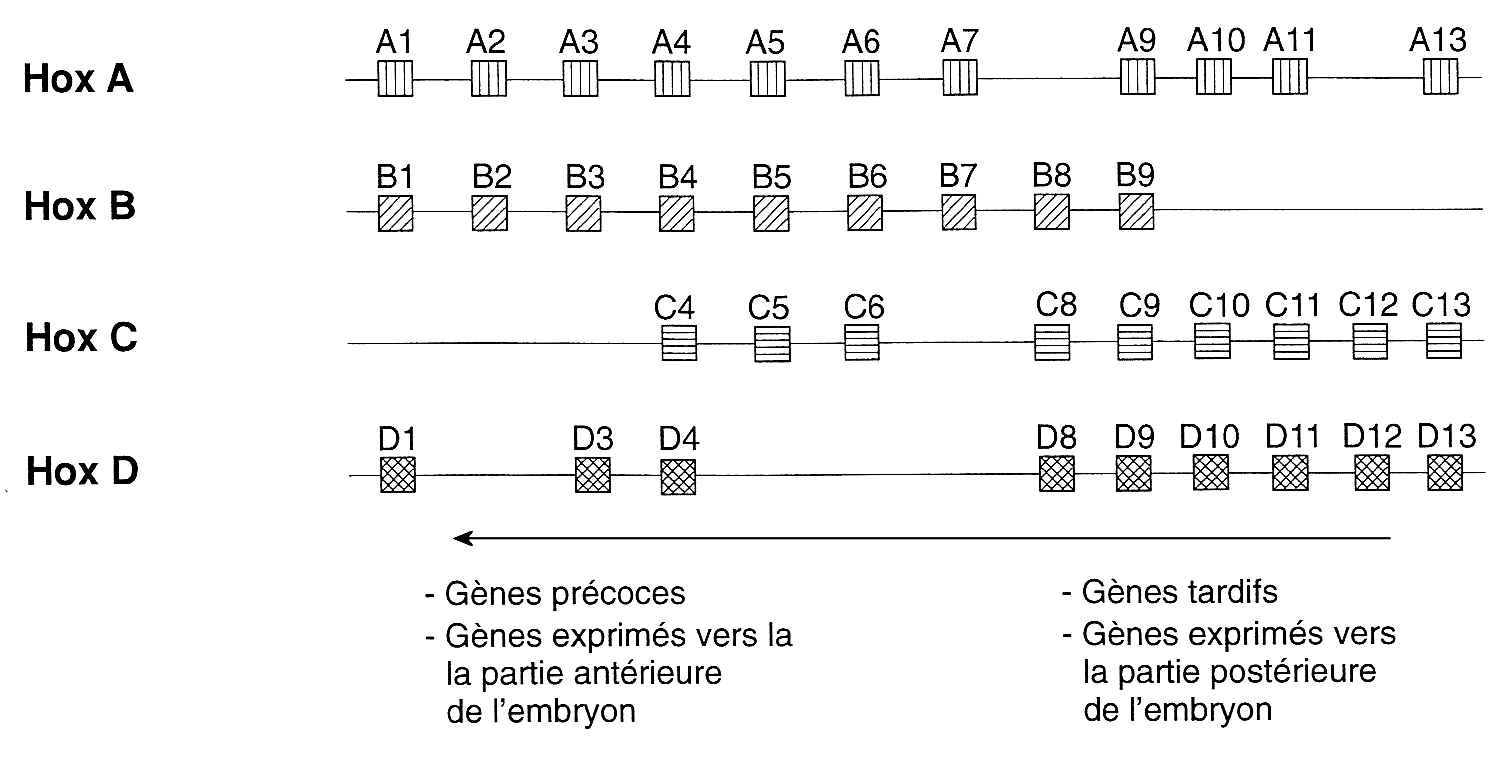 A1 A2 A3 A4 A5 A6 A7 A9 A10 A11 A13
Hox A
B1 B2 B3 B4 B5 B6 B7 B8 B9
Hox B
C4 C5 C6 C8 C9 C10 C11 C12 C13
Hox C
D1 D3 D4 D8 D9 D10 D11 D12 D13
Hox D
- Gènes précoces
- Gènes exprimés vers la
la partie antérieure
de l'embryon
- Gènes tardifs
- Gènes exprimés vers
la partie postérieure
de l'embryon